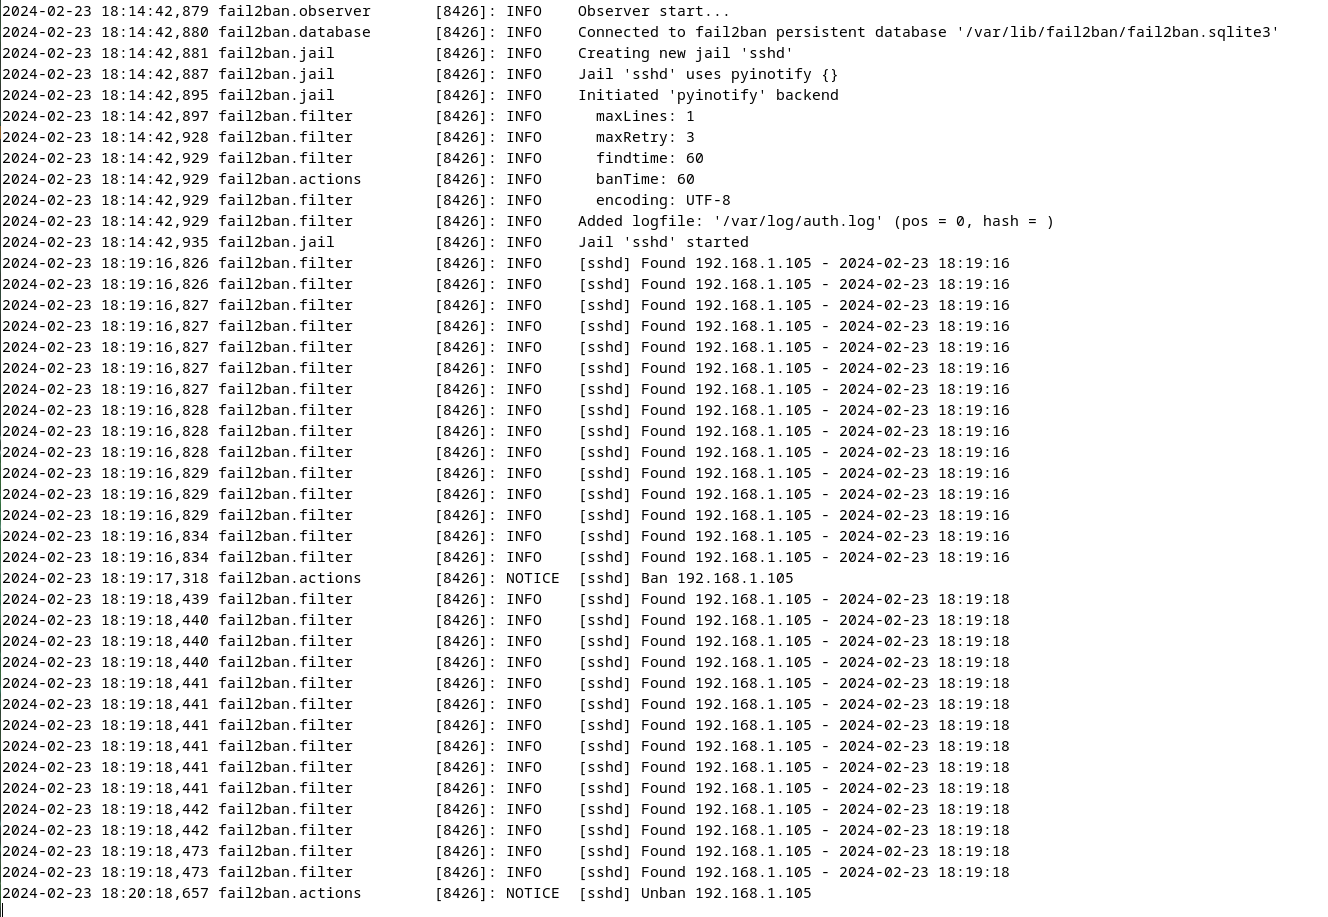 2024-02-23 18:14:42,879 fail2ban.observer       [8426]: INFO    Observer start...
2024-02-23 18:14:42,880 fail2ban.database       [8426]: INFO    Connected to fail2ban persistent database '/var/lib/fail2ban/fail2ban.sqlite3'
2024-02-23 18:14:42,881 fail2ban.jail           [8426]: INFO    Creating new jail 'sshd'
2024-02-23 18:14:42,887 fail2ban.jail           [8426]: INFO    Jail 'sshd' uses pyinotify {}
2024-02-23 18:14:42,895 fail2ban.jail           [8426]: INFO    Initiated 'pyinotify' backend
2024-02-23 18:14:42,897 fail2ban.filter         [8426]: INFO      maxLines: 1
2024-02-23 18:14:42,928 fail2ban.filter         [8426]: INFO      maxRetry: 3
2024-02-23 18:14:42,929 fail2ban.filter         [8426]: INFO      findtime: 60
2024-02-23 18:14:42,929 fail2ban.actions        [8426]: INFO      banTime: 60
2024-02-23 18:14:42,929 fail2ban.filter         [8426]: INFO      encoding: UTF-8
2024-02-23 18:14:42,929 fail2ban.filter         [8426]: INFO    Added logfile: '/var/log/auth.log' (pos = 0, hash = )
2024-02-23 18:14:42,935 fail2ban.jail           [8426]: INFO    Jail 'sshd' started
2024-02-23 18:19:16,826 fail2ban.filter         [8426]: INFO    [sshd] Found 192.168.1.105 - 2024-02-23 18:19:16
2024-02-23 18:19:16,826 fail2ban.filter         [8426]: INFO    [sshd] Found 192.168.1.105 - 2024-02-23 18:19:16
2024-02-23 18:19:16,827 fail2ban.filter         [8426]: INFO    [sshd] Found 192.168.1.105 - 2024-02-23 18:19:16
2024-02-23 18:19:16,827 fail2ban.filter         [8426]: INFO    [sshd] Found 192.168.1.105 - 2024-02-23 18:19:16
2024-02-23 18:19:16,827 fail2ban.filter         [8426]: INFO    [sshd] Found 192.168.1.105 - 2024-02-23 18:19:16
2024-02-23 18:19:16,827 fail2ban.filter         [8426]: INFO    [sshd] Found 192.168.1.105 - 2024-02-23 18:19:16
2024-02-23 18:19:16,827 fail2ban.filter         [8426]: INFO    [sshd] Found 192.168.1.105 - 2024-02-23 18:19:16
2024-02-23 18:19:16,828 fail2ban.filter         [8426]: INFO    [sshd] Found 192.168.1.105 - 2024-02-23 18:19:16
2024-02-23 18:19:16,828 fail2ban.filter         [8426]: INFO    [sshd] Found 192.168.1.105 - 2024-02-23 18:19:16
2024-02-23 18:19:16,828 fail2ban.filter         [8426]: INFO    [sshd] Found 192.168.1.105 - 2024-02-23 18:19:16
2024-02-23 18:19:16,829 fail2ban.filter         [8426]: INFO    [sshd] Found 192.168.1.105 - 2024-02-23 18:19:16
2024-02-23 18:19:16,829 fail2ban.filter         [8426]: INFO    [sshd] Found 192.168.1.105 - 2024-02-23 18:19:16
2024-02-23 18:19:16,829 fail2ban.filter         [8426]: INFO    [sshd] Found 192.168.1.105 - 2024-02-23 18:19:16
2024-02-23 18:19:16,834 fail2ban.filter         [8426]: INFO    [sshd] Found 192.168.1.105 - 2024-02-23 18:19:16
2024-02-23 18:19:16,834 fail2ban.filter         [8426]: INFO    [sshd] Found 192.168.1.105 - 2024-02-23 18:19:16
2024-02-23 18:19:17,318 fail2ban.actions        [8426]: NOTICE  [sshd] Ban 192.168.1.105
2024-02-23 18:19:18,439 fail2ban.filter         [8426]: INFO    [sshd] Found 192.168.1.105 - 2024-02-23 18:19:18
2024-02-23 18:19:18,440 fail2ban.filter         [8426]: INFO    [sshd] Found 192.168.1.105 - 2024-02-23 18:19:18
2024-02-23 18:19:18,440 fail2ban.filter         [8426]: INFO    [sshd] Found 192.168.1.105 - 2024-02-23 18:19:18
2024-02-23 18:19:18,440 fail2ban.filter         [8426]: INFO    [sshd] Found 192.168.1.105 - 2024-02-23 18:19:18
2024-02-23 18:19:18,441 fail2ban.filter         [8426]: INFO    [sshd] Found 192.168.1.105 - 2024-02-23 18:19:18
2024-02-23 18:19:18,441 fail2ban.filter         [8426]: INFO    [sshd] Found 192.168.1.105 - 2024-02-23 18:19:18
2024-02-23 18:19:18,441 fail2ban.filter         [8426]: INFO    [sshd] Found 192.168.1.105 - 2024-02-23 18:19:18
2024-02-23 18:19:18,441 fail2ban.filter         [8426]: INFO    [sshd] Found 192.168.1.105 - 2024-02-23 18:19:18
2024-02-23 18:19:18,441 fail2ban.filter         [8426]: INFO    [sshd] Found 192.168.1.105 - 2024-02-23 18:19:18
2024-02-23 18:19:18,441 fail2ban.filter         [8426]: INFO    [sshd] Found 192.168.1.105 - 2024-02-23 18:19:18
2024-02-23 18:19:18,442 fail2ban.filter         [8426]: INFO    [sshd] Found 192.168.1.105 - 2024-02-23 18:19:18
2024-02-23 18:19:18,442 fail2ban.filter         [8426]: INFO    [sshd] Found 192.168.1.105 - 2024-02-23 18:19:18
2024-02-23 18:19:18,473 fail2ban.filter         [8426]: INFO    [sshd] Found 192.168.1.105 - 2024-02-23 18:19:18
2024-02-23 18:19:18,473 fail2ban.filter         [8426]: INFO    [sshd] Found 192.168.1.105 - 2024-02-23 18:19:18
2024-02-23 18:20:18,657 fail2ban.actions        [8426]: NOTICE  [sshd] Unban 192.168.1.105